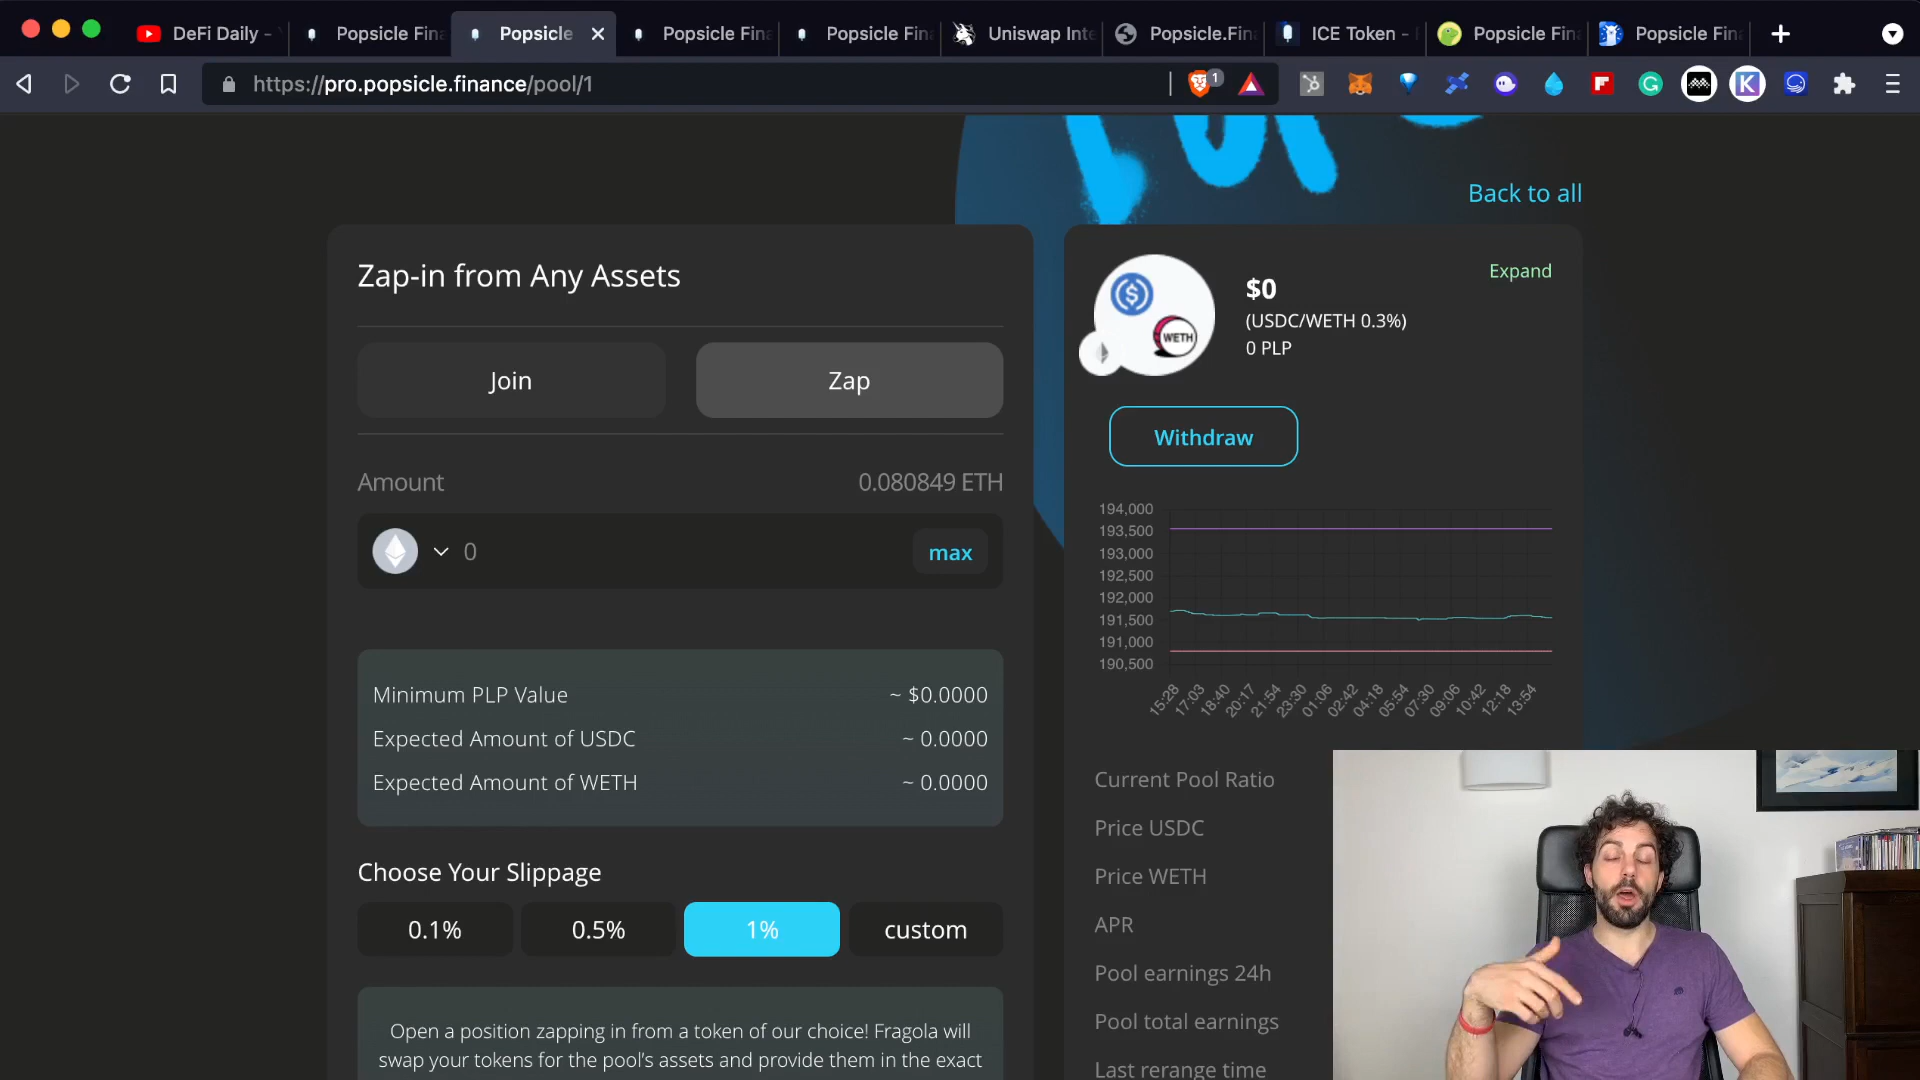 DeFi Daily -
Popsicle Fin
Popsicle
Popsicle Fin
Popsicle Fin
Uniswap Inte
Popsicle.Fin
ICE Token -
Popsicle Fin
Popsicle Fin
https://pro.popsicle.finance/pool/1
1
Back to all
Zap-in from Any Assets
Join
Zap
Amount
0.080849 ETH
0
max
Minimum PLP Value
~ $0.0000
Expected Amount of USDC
~ 0.0000
Expected Amount of WETH
~ 0.0000
Choose Your Slippage
0.1%
0.5%
1%
custom
Open a position zapping in from a token of our choice! Fragola will
swap your tokens for the pool's assets and provide them in the exact
WETH
$0
(USDC/WETH 0.3%)
0 PLP
Expand
Withdraw
194,000
193,500
193,000
192,500
192,000
191,500
191,000
190,500
15:28
17:03
18:40
20:17
21:54
23:30
01:06
02:42
04:18
05:54
07:30
09:06
10:42
12:18
13:54
Current Pool Ratio
Price USDC
Price WETH
APR
Pool earnings 24h
Pool total earnings
Last rerange time